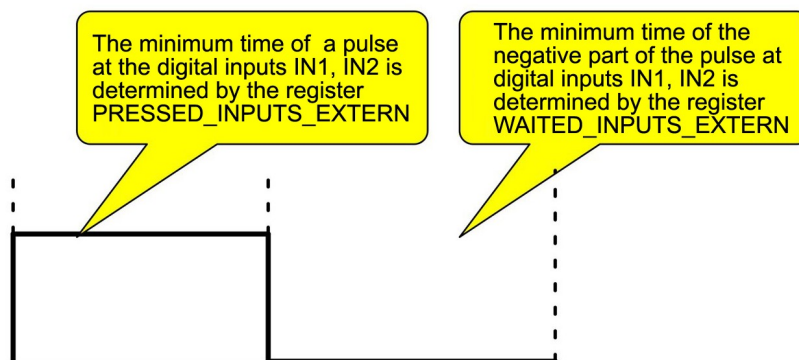 The minimum time of a pulse
at the digital inputs IN1, IN2 is
determined by the register
PRESSED_INPUTS_EXTERN
The minimum time of the
negative part of the pulse at
digital inputs IN1, IN2 is
determined by the register
WAITED_INPUTS_EXTERN